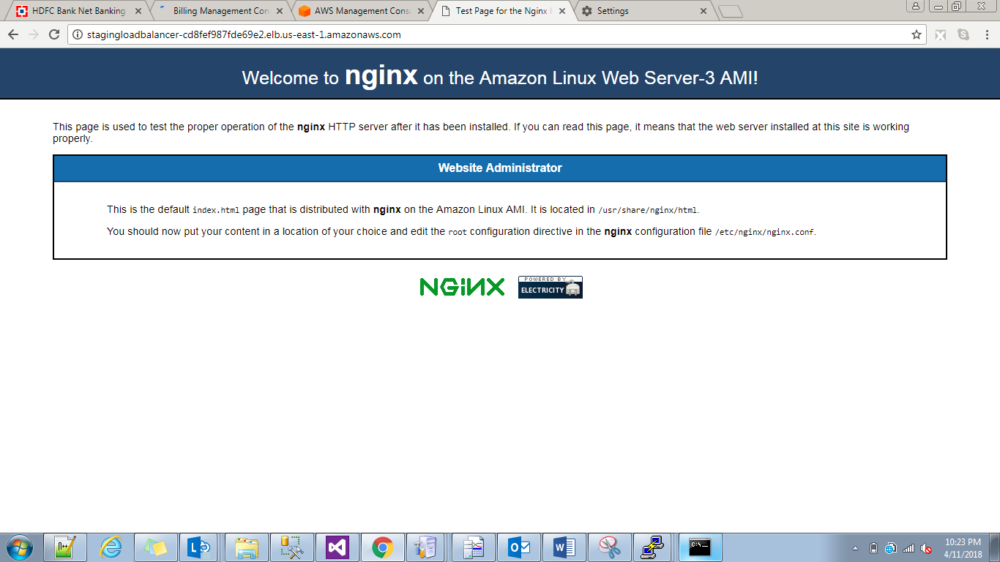 HDFC Bank Net Banking
Billing Management Con
AWS Management Conso
Test Page for the Nginx H
Settings
stagingloadbalancer-cd8fef987fde69e2.elb.us-east-1.amazonaws.com
Welcome to nginx on the Amazon Linux Web Server-3 AMI!
This page is used to test the proper operation of the nginx HTTP server after it has been installed. If you can read this page, it means that the web server installed at this site is working
properly.
Website Administrator
This is the default index.html page that is distributed with nginx on the Amazon Linux AMI. It is located in /usr/share/nginx/html.
You should now put your content in a location of your choice and edit the root configuration directive in the nginx configuration file /etc/nginx/nginx.conf.
NGINX
POWERED BY
ELECTRICITY
10:23 PM
4/11/2018